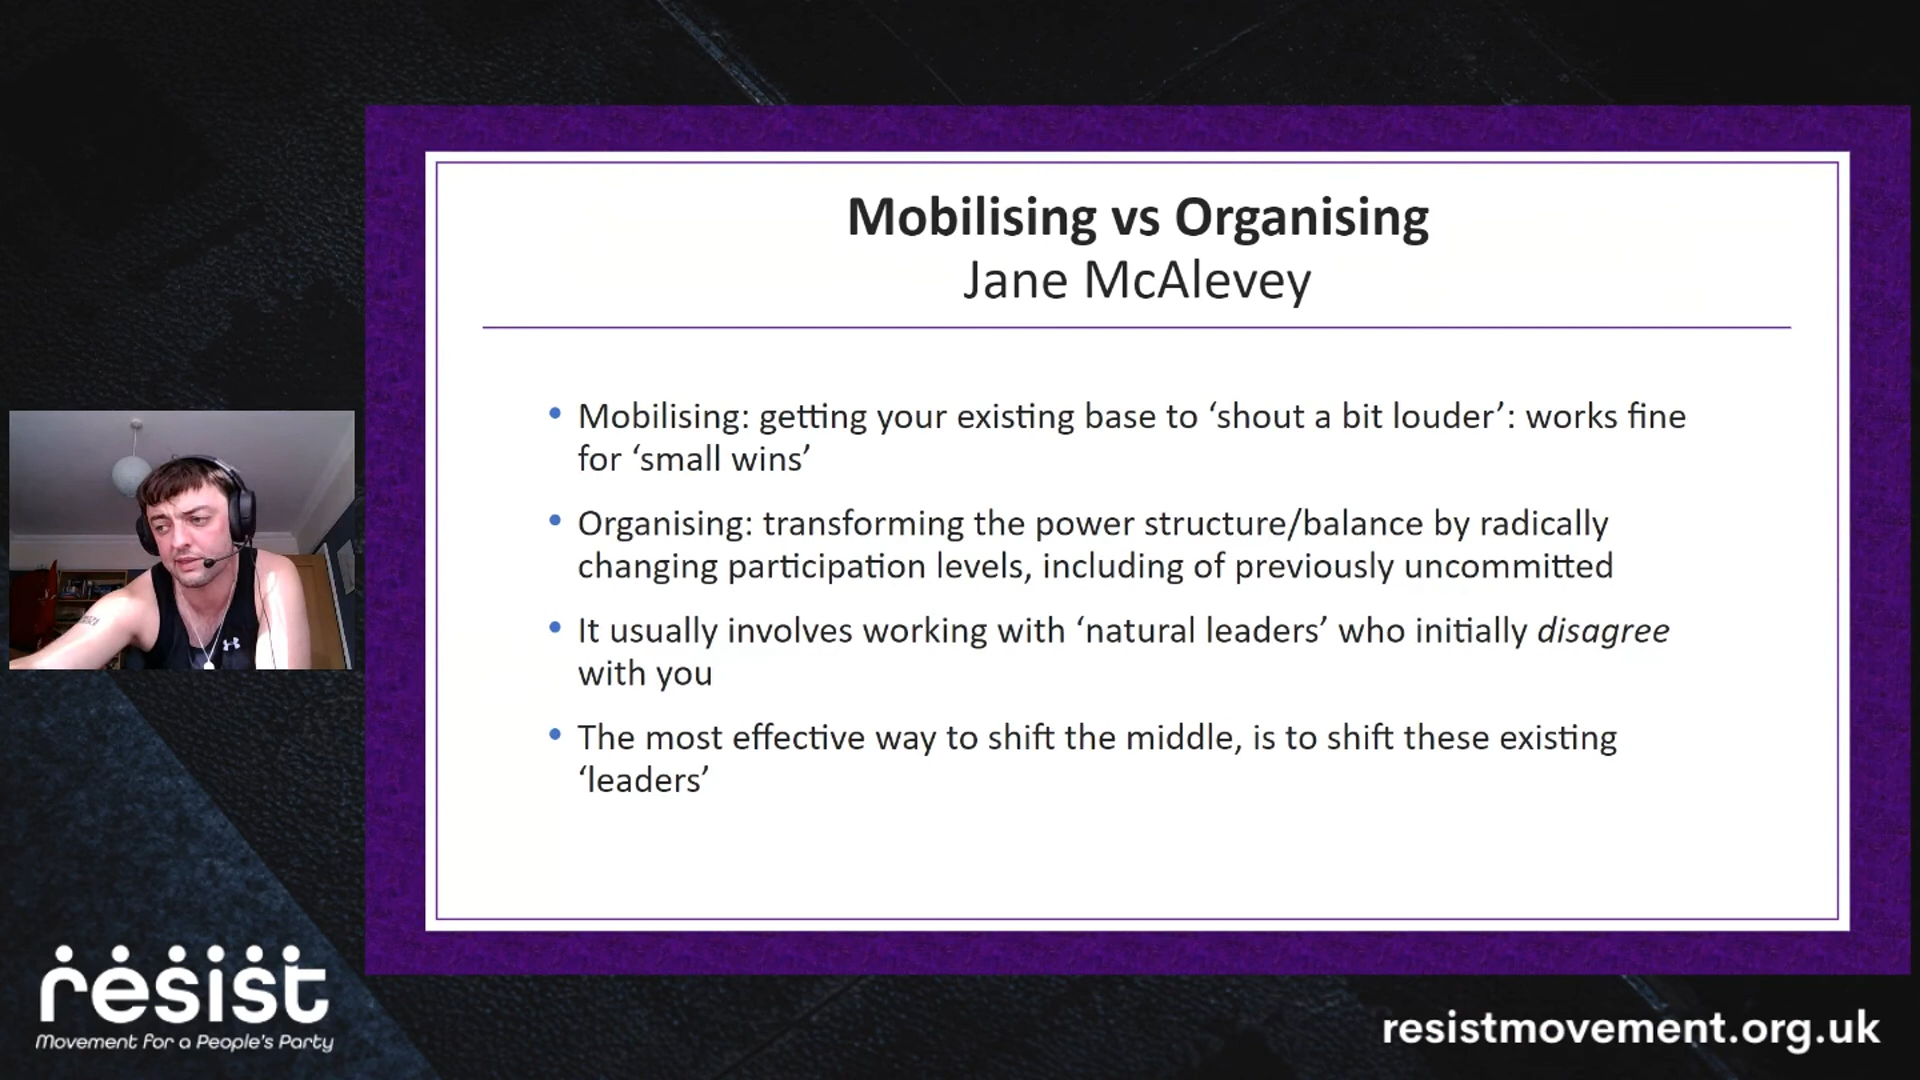 Mobilising vs Organising
Jane McAlevey
• Mobilising: getting your existing base to ‘shout a bit louder’: works fine
for ‘small wins’
• Organising: transforming the power structure/balance by radically
changing participation levels, including of previously uncommitted
• It usually involves working with ‘natural leaders’ who initially disagree
with you
• The most effective way to shift the middle, is to shift these existing
‘leaders’
resist
Movement for a People's Party
resistmovement.org.uk